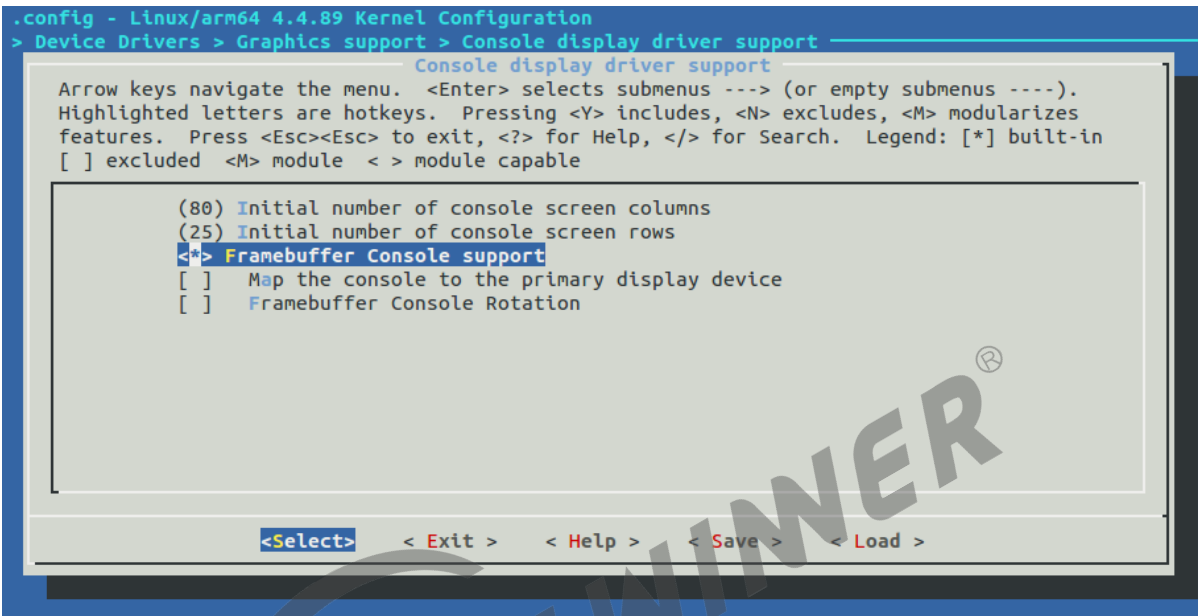 .config - Linux/arm64 4.4.89 Kernel Configuration
> Device Drivers > Graphics support > Console display driver support
Console display driver support
Arrow keys navigate the menu.  <Enter> selects submenus ---> (or empty submenus ----).
Highlighted letters are hotkeys.  Pressing <Y> includes, <N> excludes, <M> modularizes
features.  Press <Esc><Esc> to exit, <?> for Help, </> for Search.  Legend: [*] built-in
[ ] excluded  <M> module  < > module capable
(80) Initial number of console screen columns
(25) Initial number of console screen rows
<*> Framebuffer Console support
[ ]   Map the console to the primary display device
[ ]   Framebuffer Console Rotation
<Select>    < Exit >    < Help >    < Save >    < Load >
WINNER®